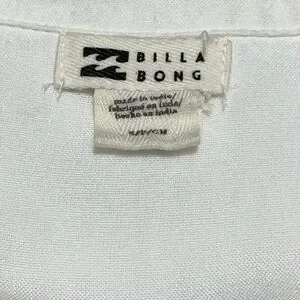 BILLA
BONG
made in india/
fabriqué en inde/
hecho en india